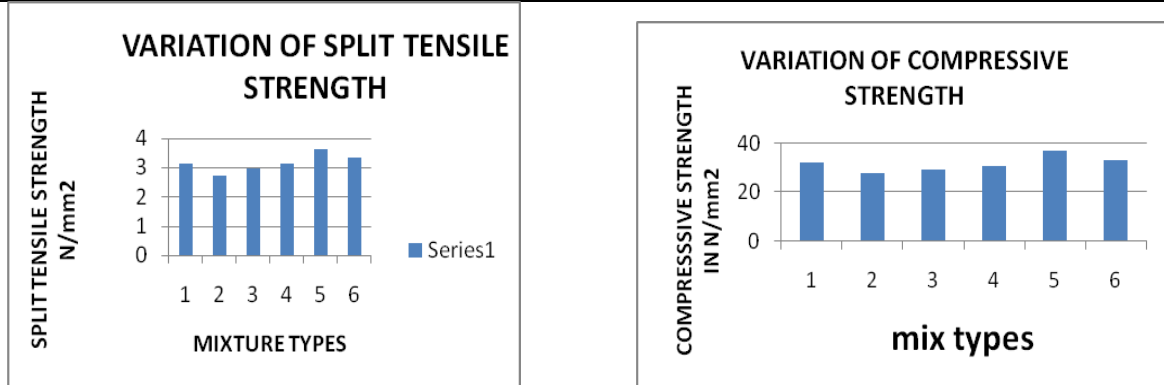 VARIATION OF SPLIT TENSILE
STRENGTH
SPLIT TENSILE STRENGTH
N/mm2
4
3
2
1
0
1 2 3 4 5 6
Series1
MIXTURE TYPES
VARIATION OF COMPRESSIVE
STRENGTH
COMPRESSSIVE STRENGTH
IN N/mm2
40
20
0
1 2 3 4 5 6
mix types